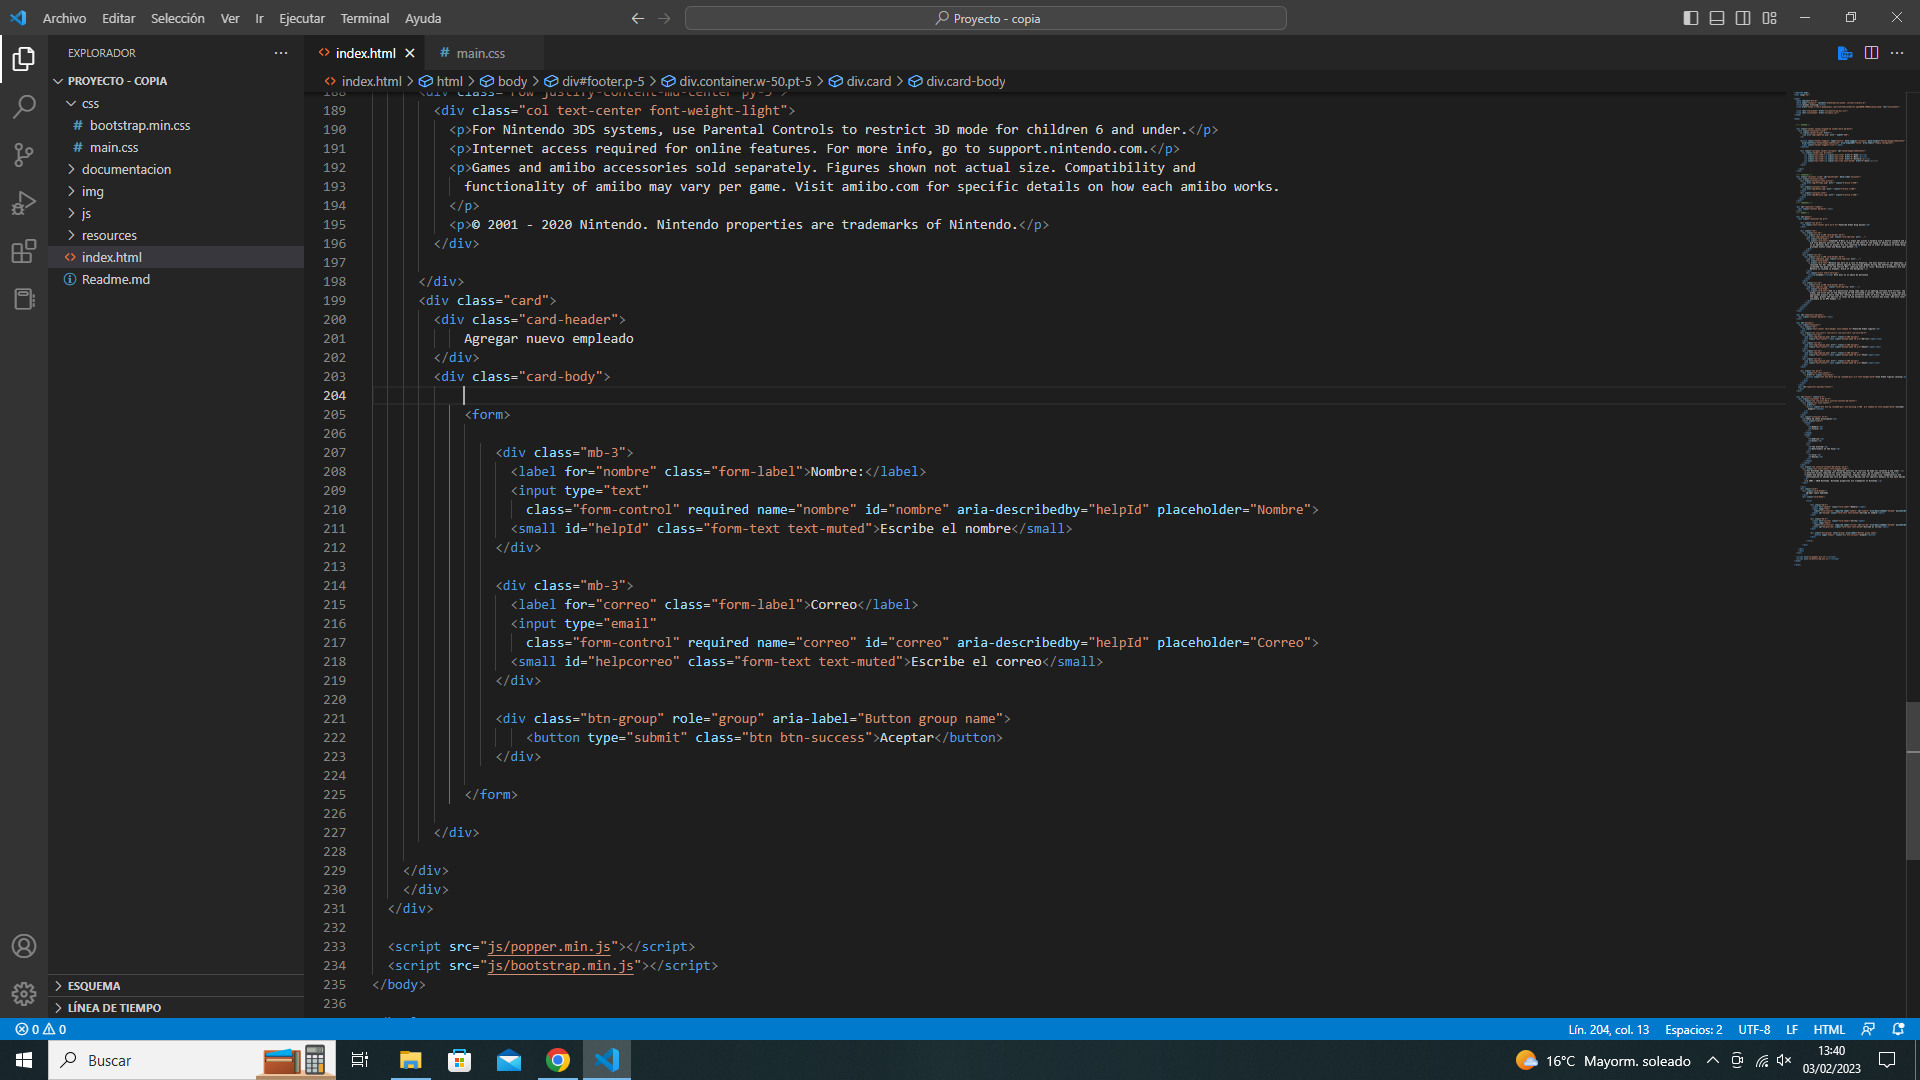 Archivo Editar Selección Ver Ir Ejecutar Terminal Ayuda
Proyecto - copia
EXPLORADOR
PROYECTO - COPIA
css
bootstrap.min.css
main.css
documentacion
img
js
resources
index.html
Readme.md
ESQUEMA
LÍNEA DE TIEMPO
index.html
main.css
index.html > html > body > div#footer.p-5 > div.container.w-50.pt-5 > div.card > div.card-body
188 <div class="row justify-content-md-center py-5">
189 <div class="col text-center font-weight-light">
190 <p>For Nintendo 3DS systems, use Parental Controls to restrict 3D mode for children 6 and under.</p>
191 <p>Internet access required for online features. For more info, go to support.nintendo.com.</p>
192 <p>Games and amiibo accessories sold separately. Figures shown not actual size. Compatibility and
193 functionality of amiibo may vary per game. Visit amiibo.com for specific details on how each amiibo works.
194 </p>
195 <p>© 2001 - 2020 Nintendo. Nintendo properties are trademarks of Nintendo.</p>
196 </div>
197
198 </div>
199 <div class="card">
200 <div class="card-header">
201 Agregar nuevo empleado
202 </div>
203 <div class="card-body">
204
205 <form>
206
207 <div class="mb-3">
208 <label for="nombre" class="form-label">Nombre:</label>
209 <input type="text"
210 class="form-control" required name="nombre" id="nombre" aria-describedby="helpId" placeholder="Nombre">
211 <small id="helpId" class="form-text text-muted">Escribe el nombre</small>
212 </div>
213
214 <div class="mb-3">
215 <label for="correo" class="form-label">Correo</label>
216 <input type="email"
217 class="form-control" required name="correo" id="correo" aria-describedby="helpId" placeholder="Correo">
218 <small id="helpcorreo" class="form-text text-muted">Escribe el correo</small>
219 </div>
220
221 <div class="btn-group" role="group" aria-label="Button group name">
222 <button type="submit" class="btn btn-success">Aceptar</button>
223 </div>
224
225 </form>
226
227 </div>
228
229 </div>
230 </div>
231 </div>
232
233 <script src="js/popper.min.js"></script>
234 <script src="js/bootstrap.min.js"></script>
235 </body>
236
0 0
Lín. 204, col. 13 Espacios: 2 UTF-8 LF HTML
Buscar
16°C Mayorm. soleado
13:40
03/02/2023